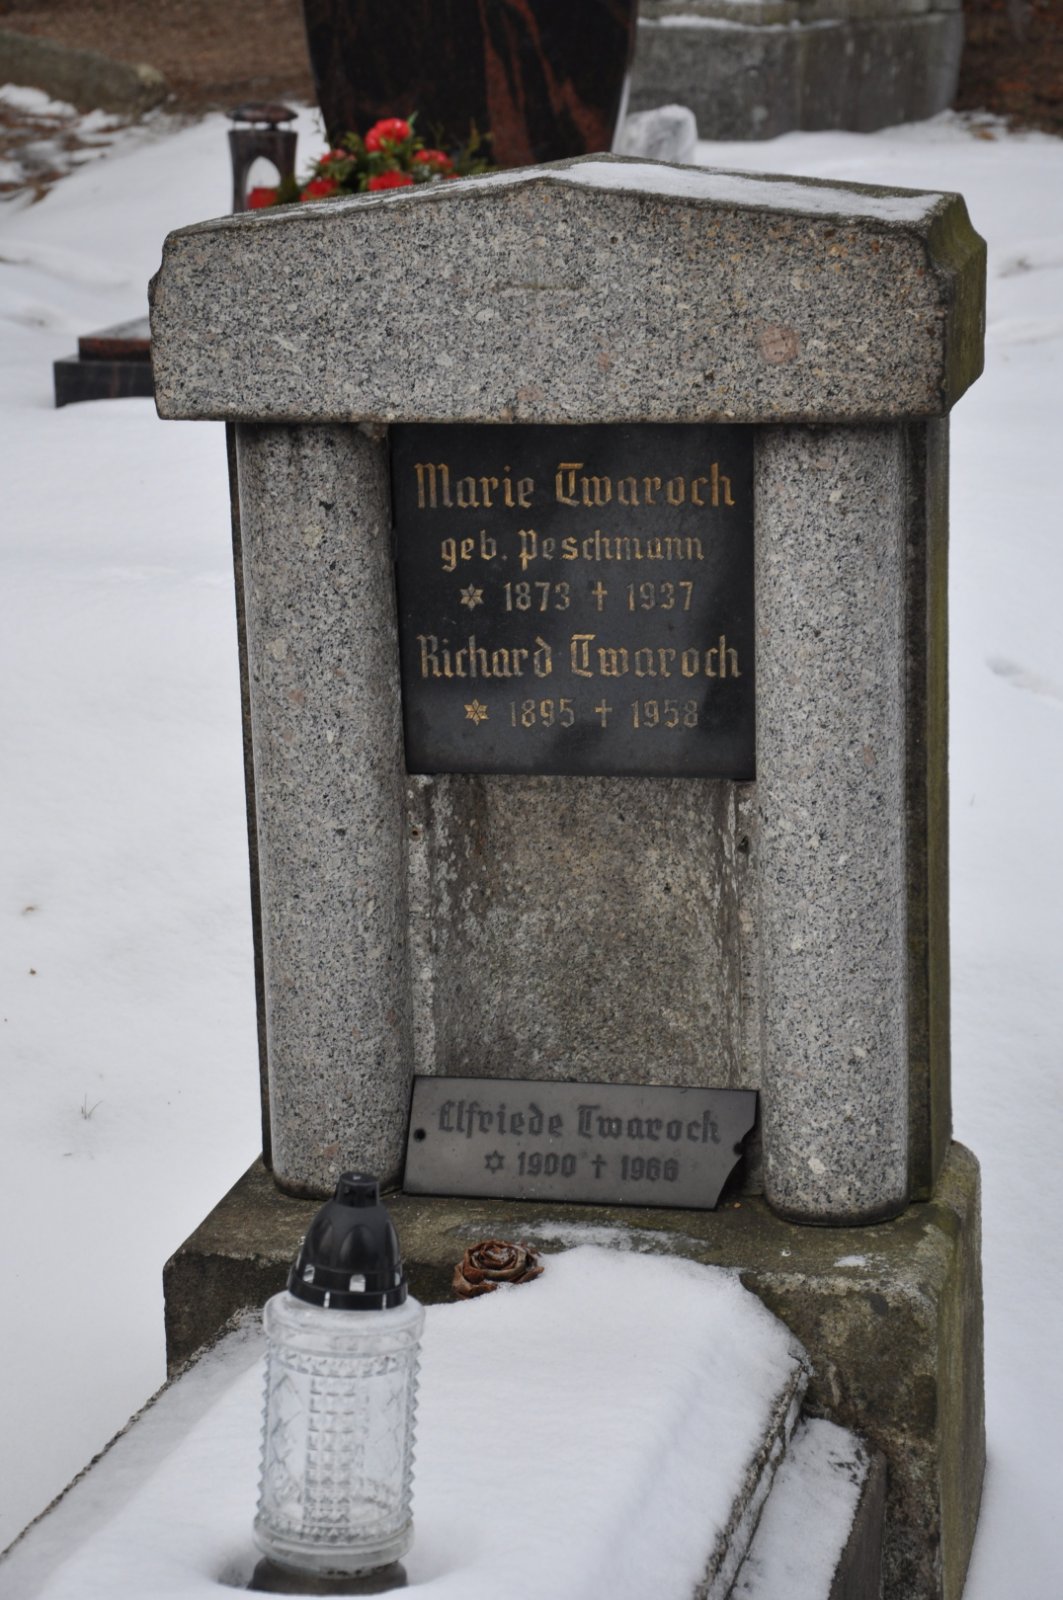 Marie Twaroch
geb. Peschmann
* 1873 † 1937
Richard Twaroch
* 1895 † 1958
Elfriede Twaroch
* 1900 † 1966